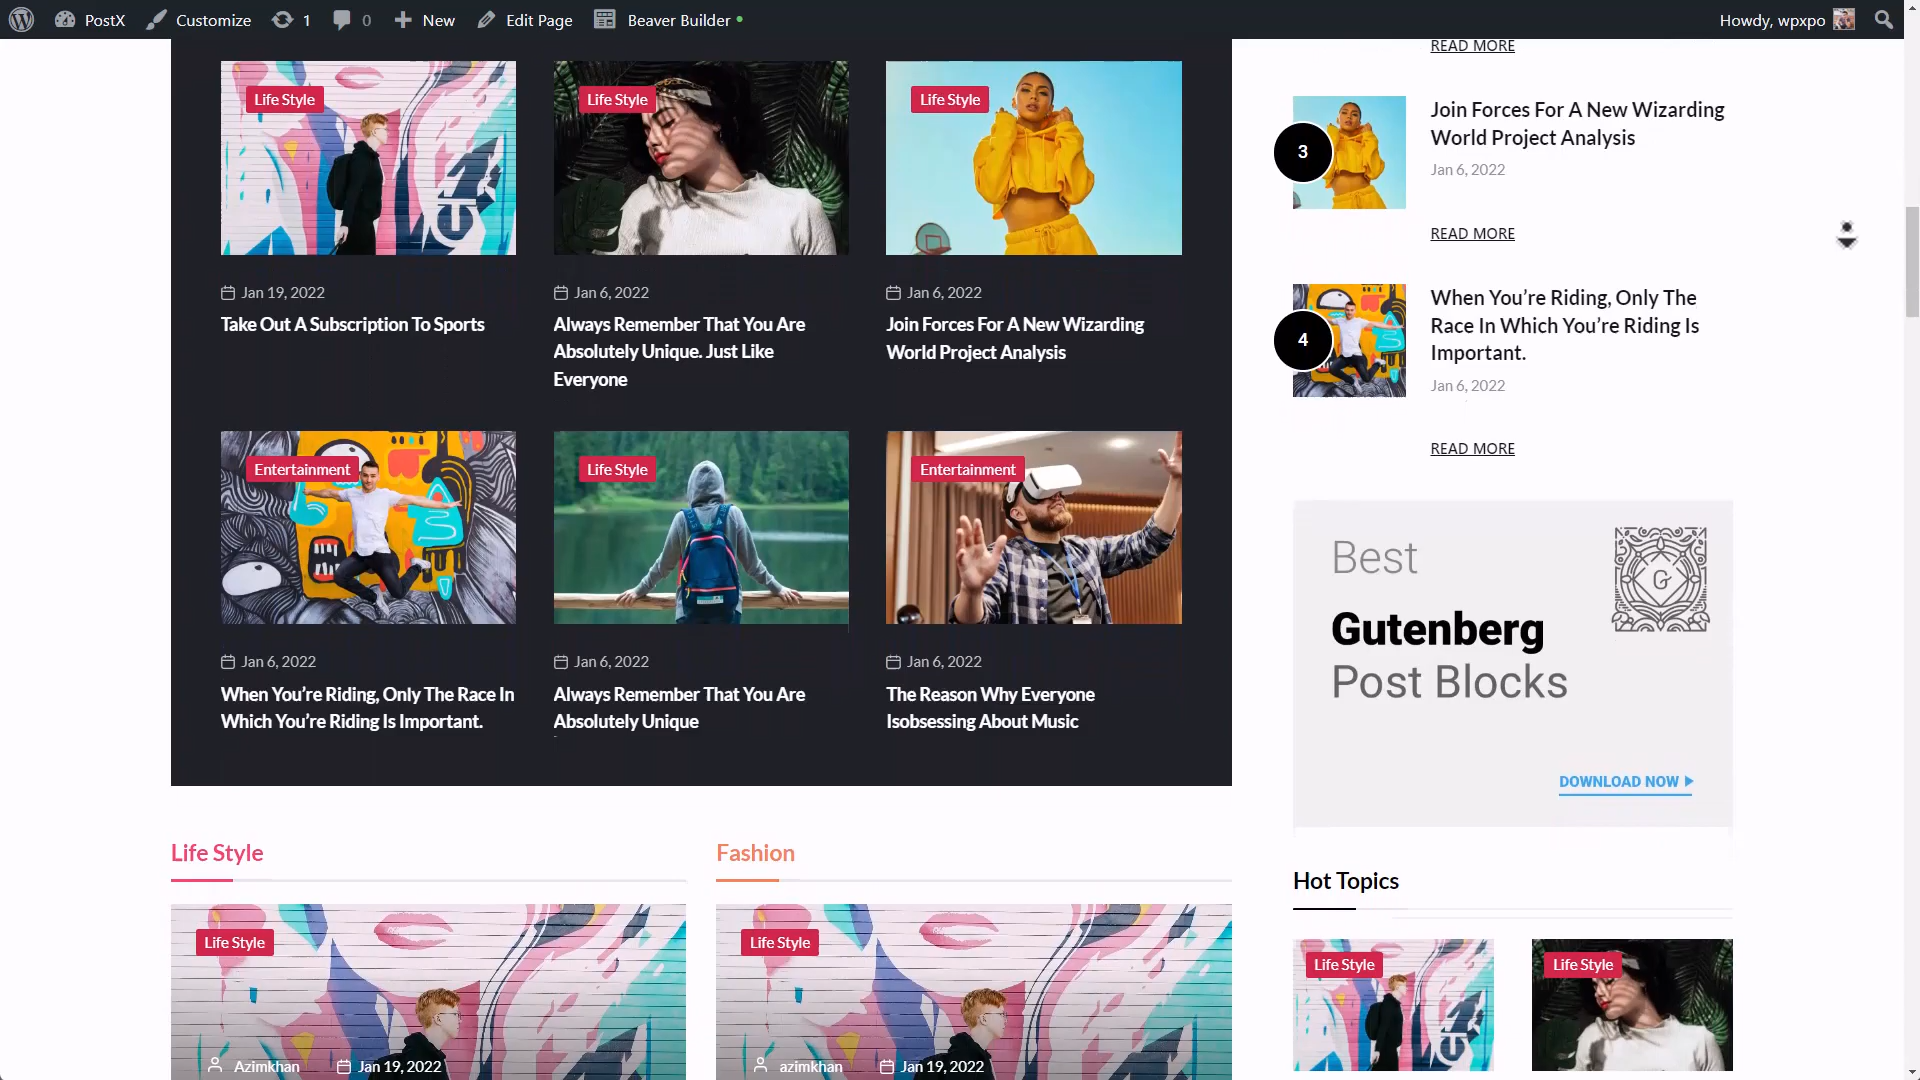 PostX Customize 1 0 New Edit Page Beaver Builder Howdy, wpxpo
Life Style
Life Style
Life Style
Jan 19, 2022
Take Out A Subscription To Sports
Jan 6, 2022
Always Remember That You Are
Absolutely Unique. Just Like
Everyone
Jan 6, 2022
Join Forces For A New Wizarding
World Project Analysis
Entertainment
Life Style
Entertainment
Jan 6, 2022
When You’re Riding, Only The Race In
Which You’re Riding Is Important.
Jan 6, 2022
Always Remember That You Are
Absolutely Unique
Jan 6, 2022
The Reason Why Everyone
Isobsessing About Music
Life Style
Life Style
Azimkhan Jan 19, 2022
Fashion
Life Style
azimkhan Jan 19, 2022
READ MORE
3
Join Forces For A New Wizarding
World Project Analysis
Jan 6, 2022
READ MORE
4
When You’re Riding, Only The
Race In Which You’re Riding Is
Important.
Jan 6, 2022
READ MORE
Best
Gutenberg
Post Blocks
G
DOWNLOAD NOW
Hot Topics
Life Style
Life Style